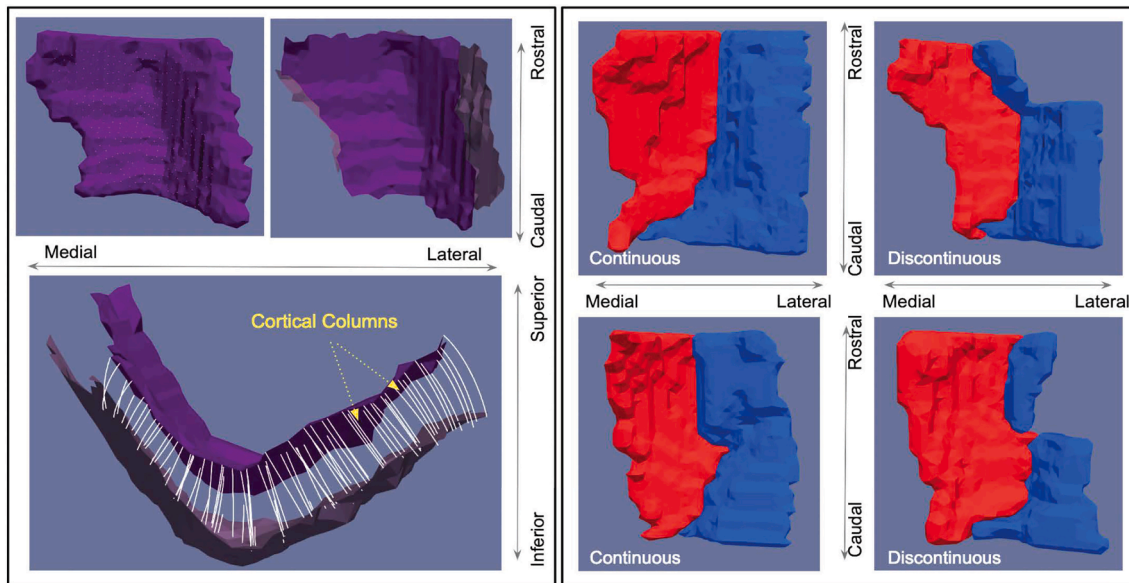 Rostral
Caudal
Medial
Lateral
Cortical Columns
Superior
Inferior
Continuous
Rostral
Caudal
Discontinuous
Medial
Lateral
Medial
Lateral
Continuous
Rostral
Caudal
Discontinuous